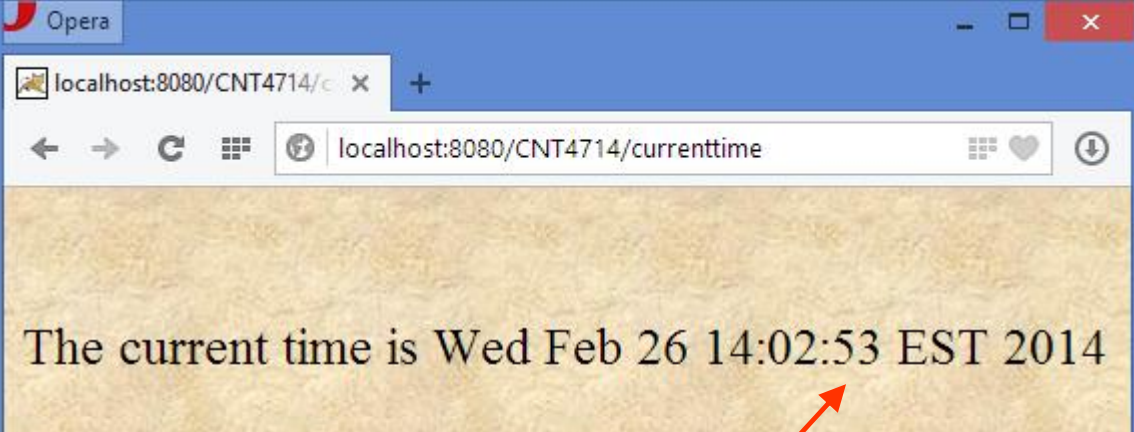 Opera
localhost:8080/CNT4714/c
localhost:8080/CNT4714/currenttime
The current time is Wed Feb 26 14:02:53 EST 2014